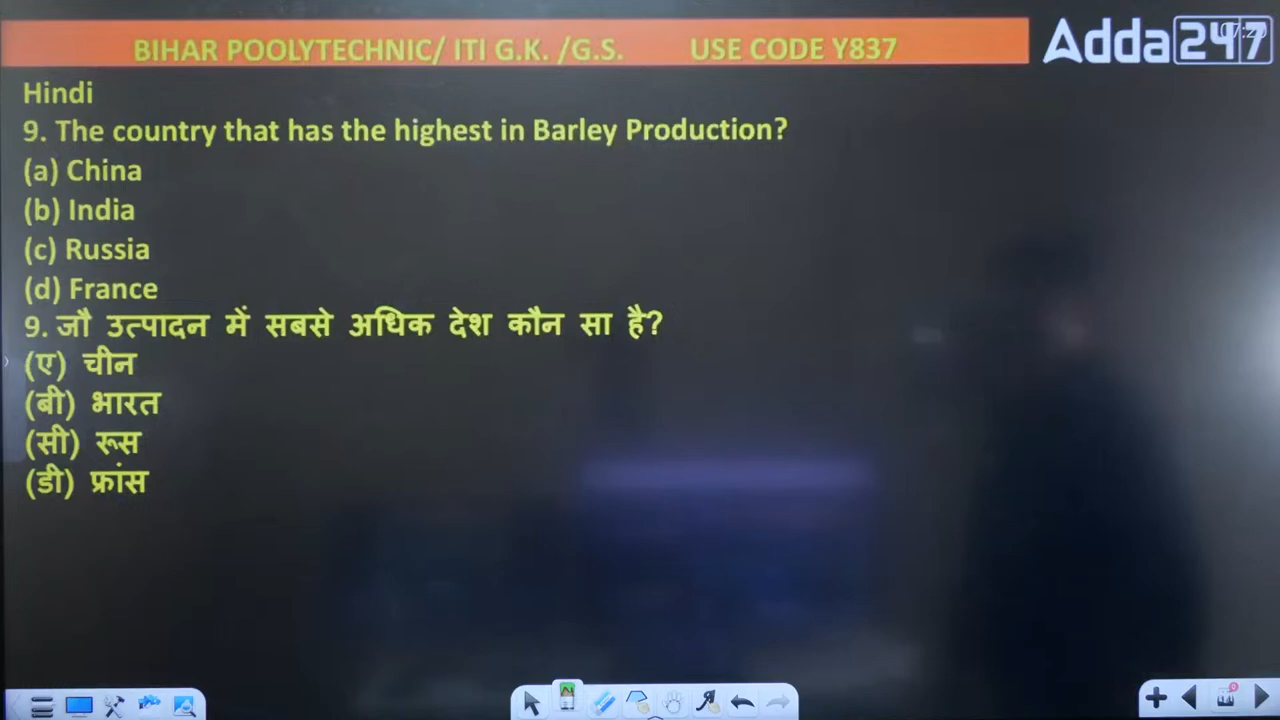 BIHAR POOLYTECHNIC/ ITI G.K. /G.S. USE CODE Y837
Adda247
Hindi
9. The country that has the highest in Barley Production?
(a) China
(b) India
(c) Russia
(d) France
9. जौ उत्पादन में सबसे अधिक देश कौन सा है?
(ए) चीन
(बी) भारत
(सी) रूस
(डी) फ्रांस